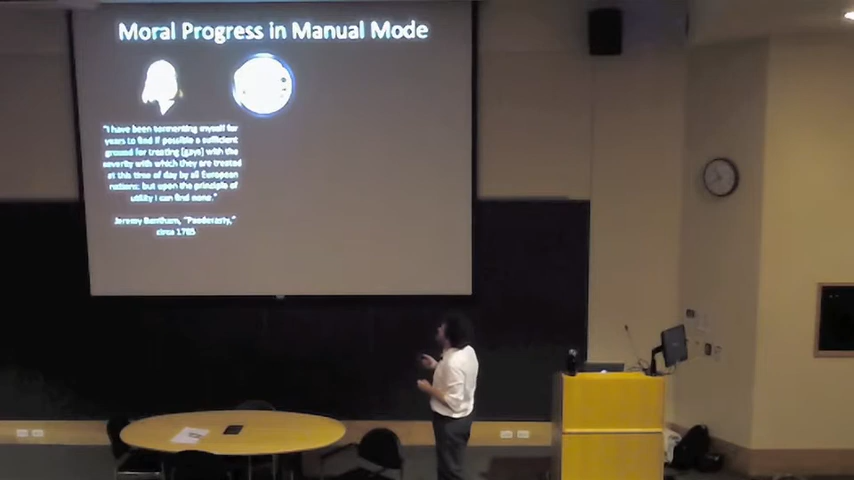 Moral Progress in Manual Mode
"I have been tormenting myself for
years to find if possible a sufficient
ground for treating [gays] with the
severity with which they are treated
at this time of day by all European
nations: but upon the principle of
utility I can find none."
Jeremy Bentham, "Paederasty,"
circa 1785